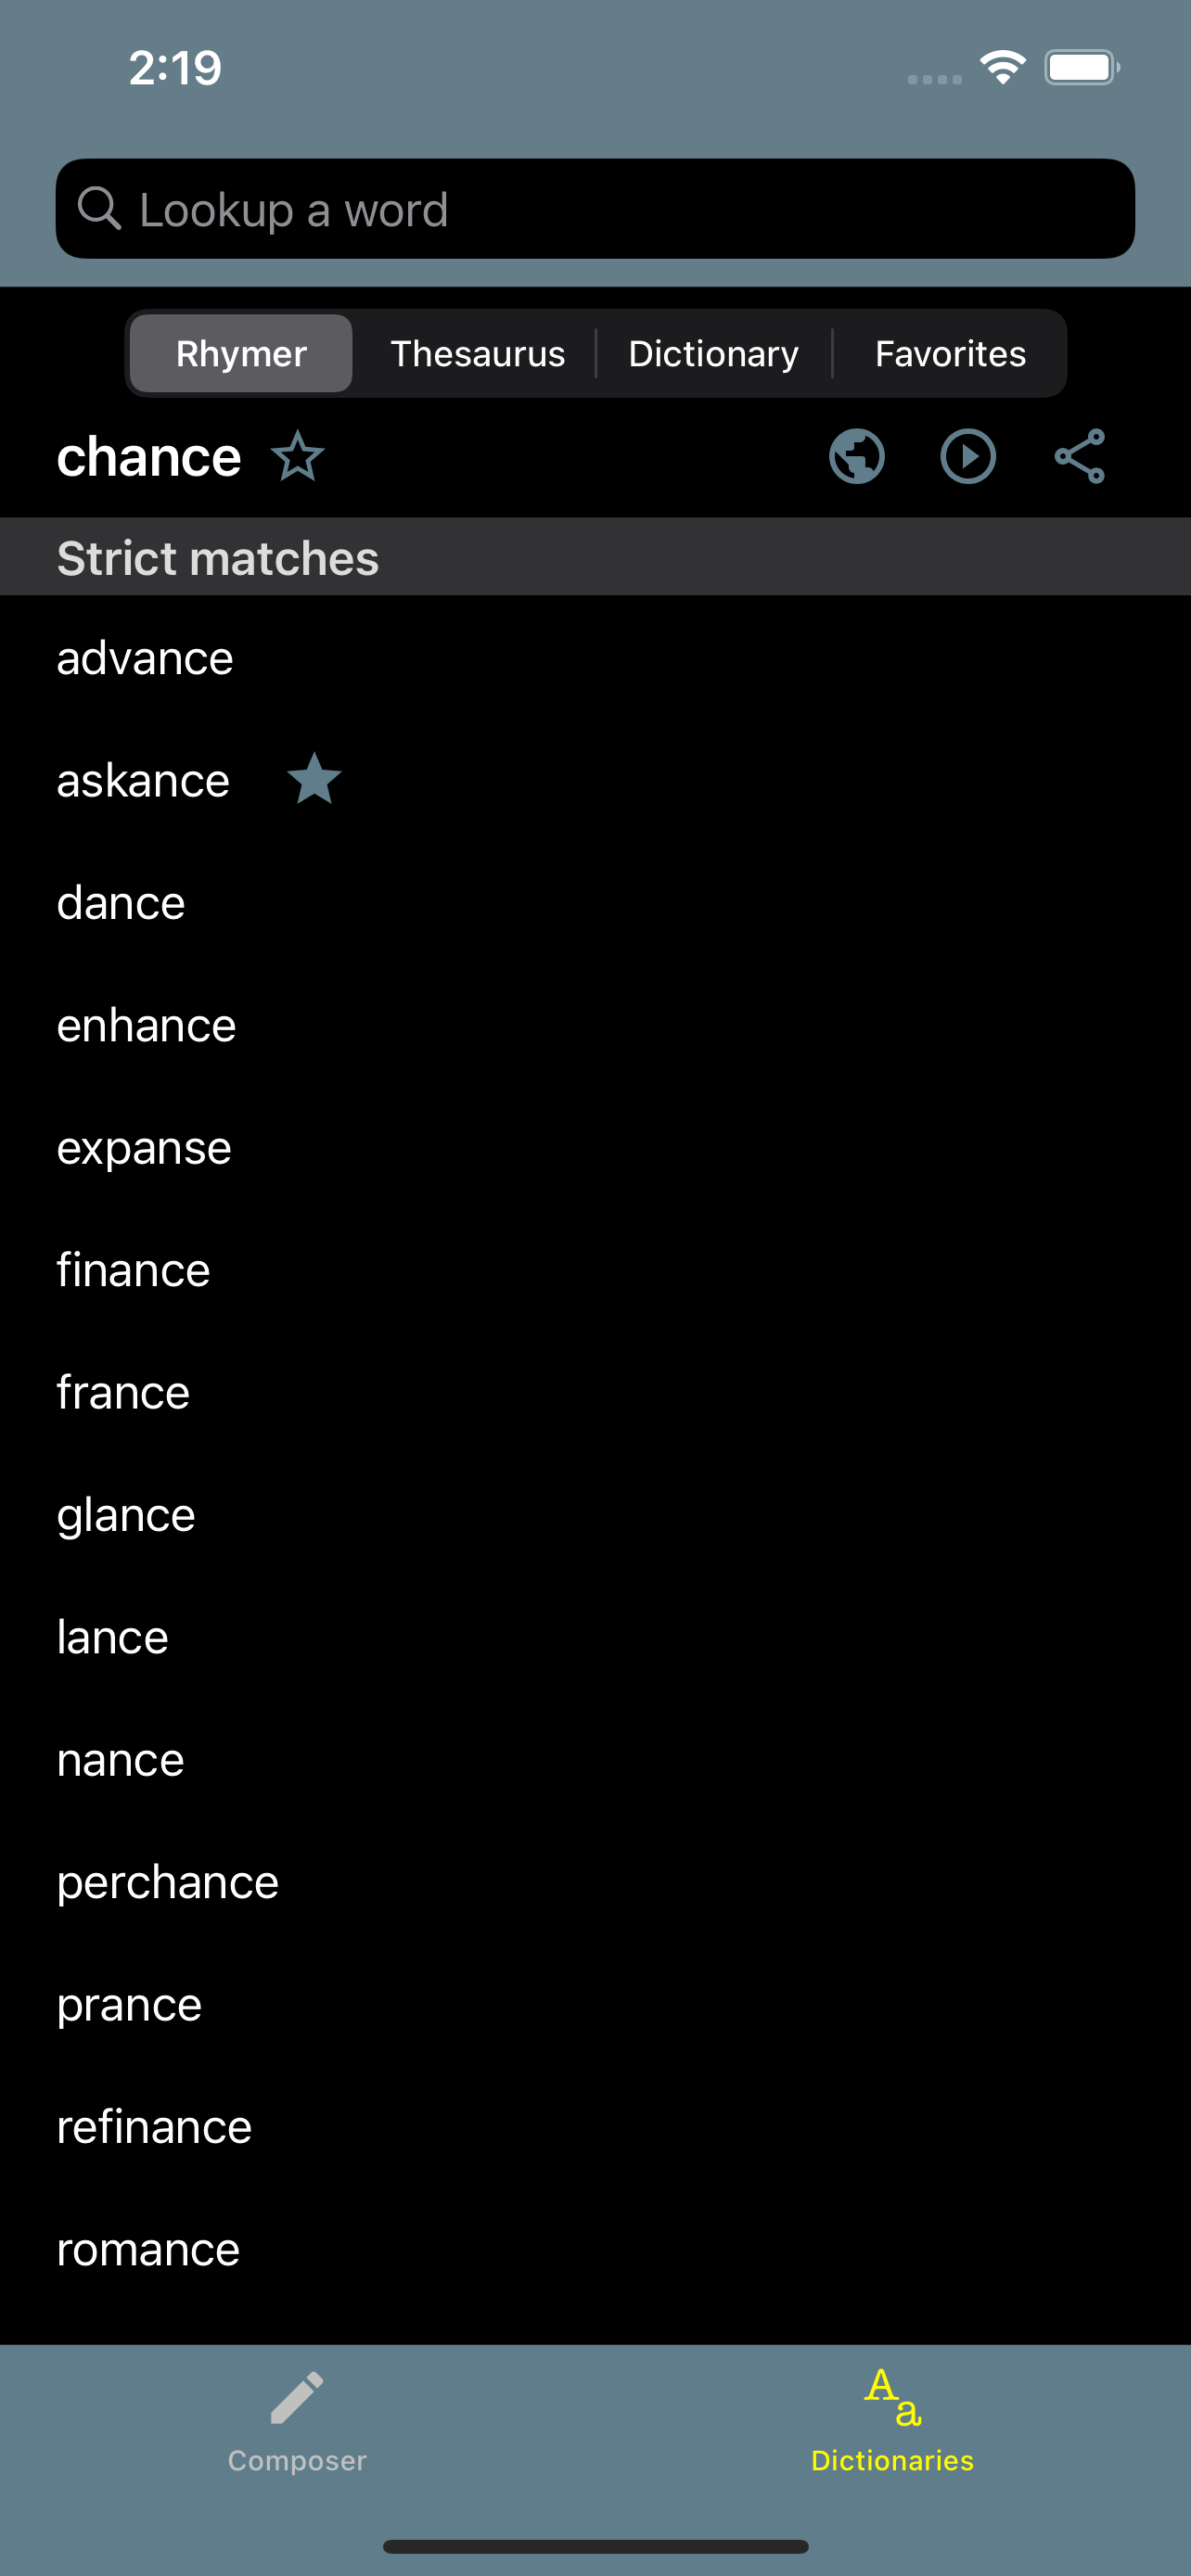 2:19
Lookup a word
Rhymer Thesaurus Dictionary Favorites
chance
Strict matches
advance
askance
dance
enhance
expanse
finance
france
glance
lance
nance
perchance
prance
refinance
romance
Composer Dictionaries